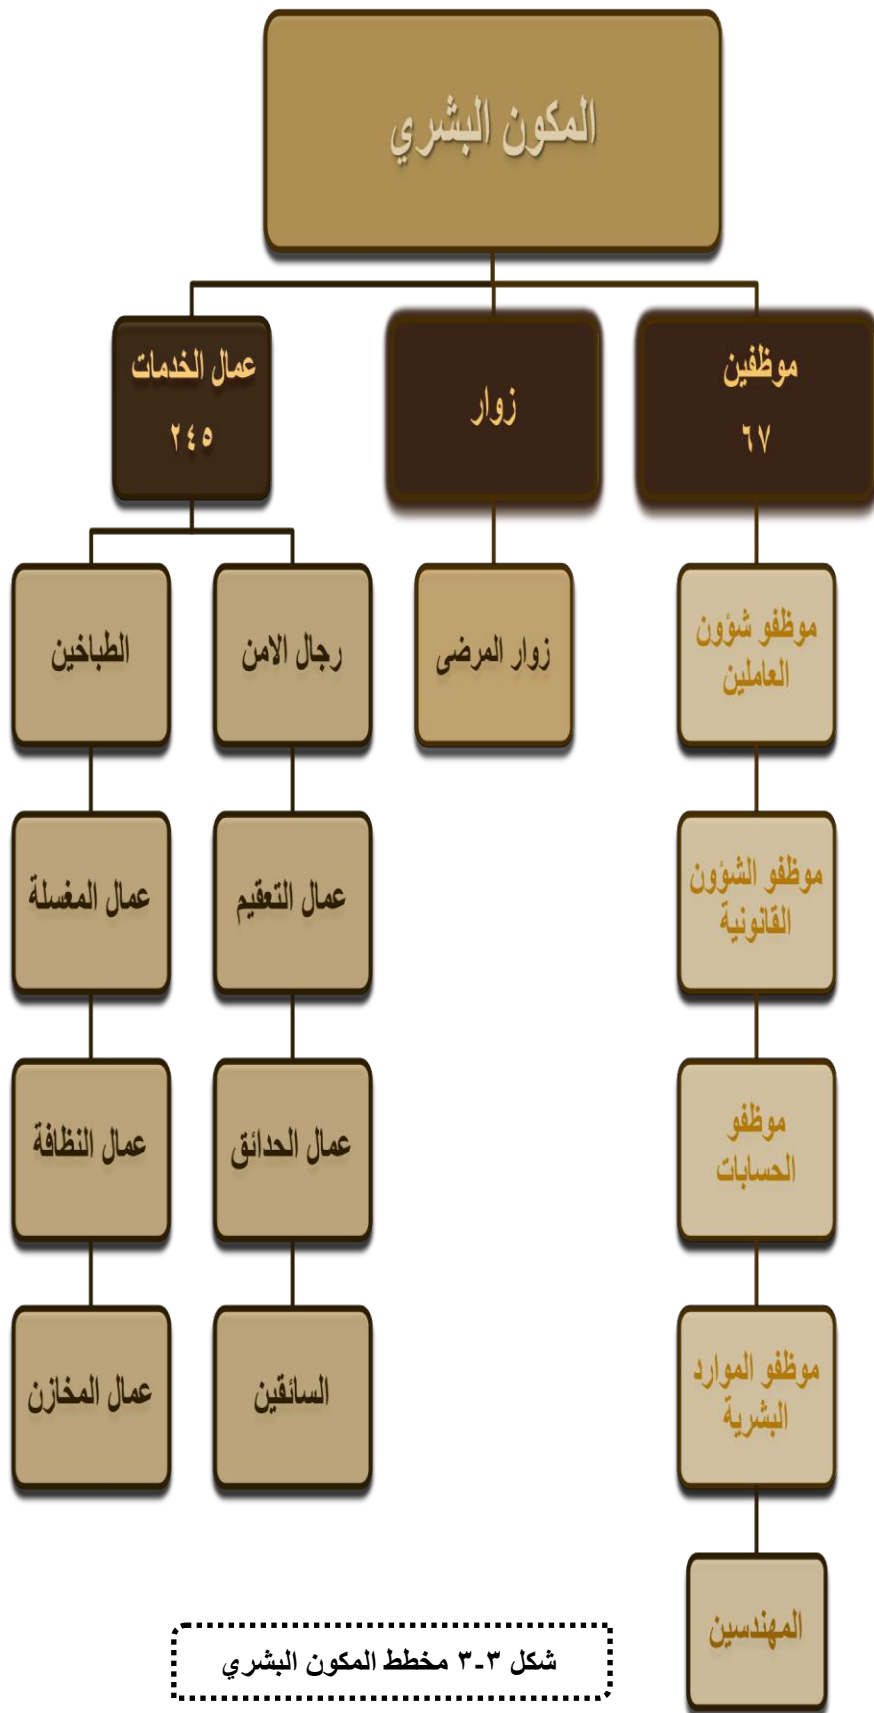 المكون البشري
موظفين
٦٧
زوار
عمال الخدمات
٢٤٥
موظفو شؤون
العاملين
زوار المرضى
رجال الامن
الطباخين
موظفو الشؤون
القانونية
عمال التعقيم
عمال المغسلة
موظفو
الحسابات
عمال الحدائق
عمال النظافة
موظفو الموارد
البشرية
السائقين
عمال المخازن
المهندسين
شكل ٣-٣ مخطط المكون البشري